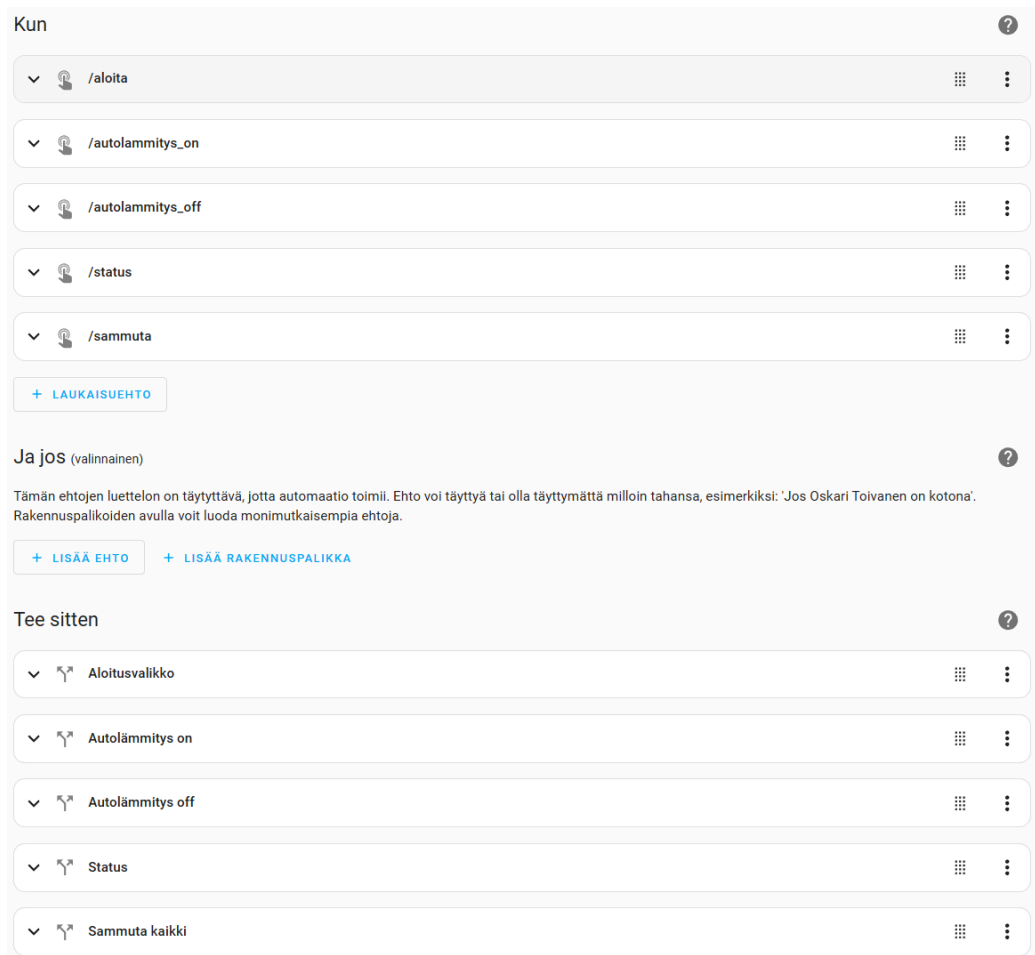 Kun
/aloita
/autolammitys_on
/autolammitys_off
/status
/sammuta
+ LAUKAISUEHTO
Ja jos (valinnainen)
Tämän ehtojen luettelon on täytyttävä, jotta automaatio toimii. Ehto voi täyttyä tai olla täyttymättä milloin tahansa, esimerkiksi: 'Jos Oskari Toivanen on kotona'.
Rakennuspalikoiden avulla voit luoda monimutkaisempia ehtoja.
+ LISÄÄ EHTO + LISÄÄ RAKENNUSPALIKKA
Tee sitten
Aloitusvalikko
Autolämmitys on
Autolämmitys off
Status
Sammuta kaikki